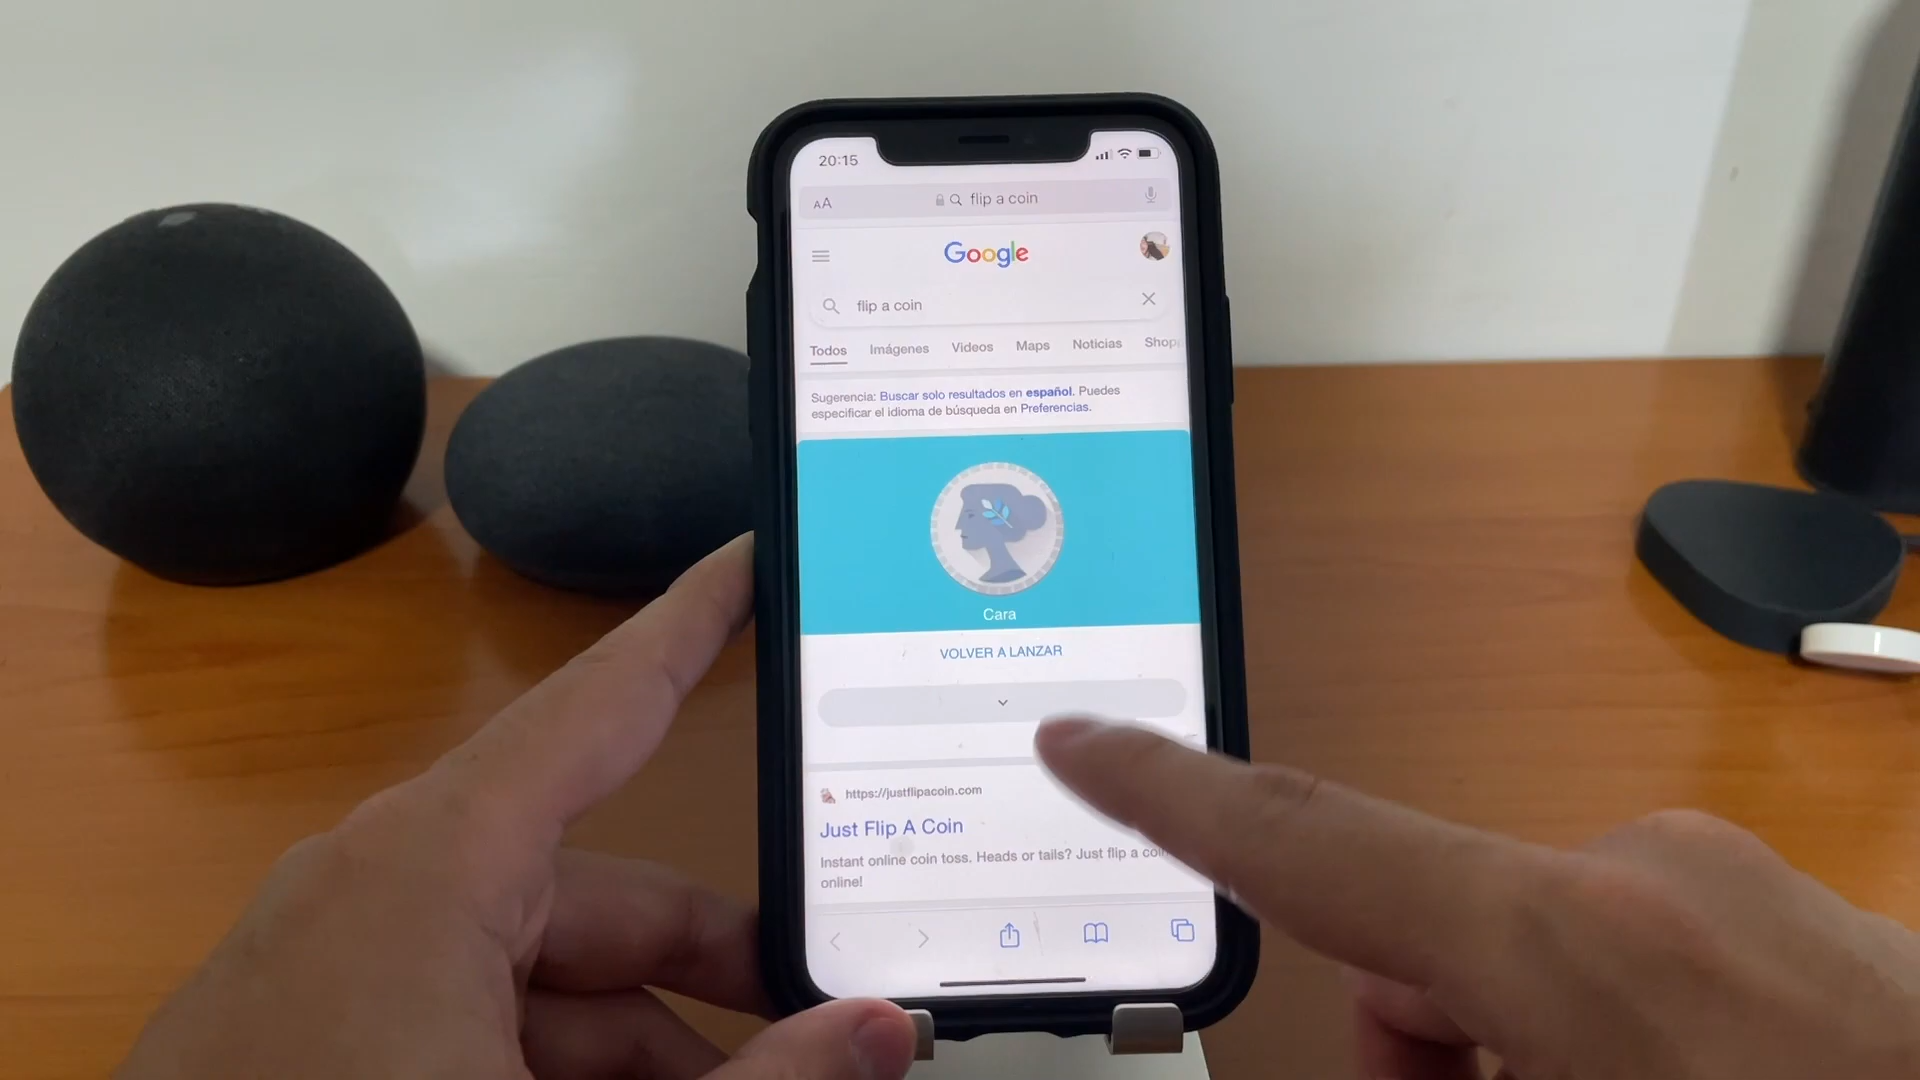 20:15
AA flip a coin
Google
flip a coin
Todos Imágenes Videos Maps Noticias Shop
Sugerencia: Buscar solo resultados en español. Puedes
especificar el idioma de búsqueda en Preferencias.
Cara
VOLVER A LANZAR
https://justflipacoin.com
Just Flip A Coin
Instant online coin toss. Heads or tails? Just flip a coin
online!